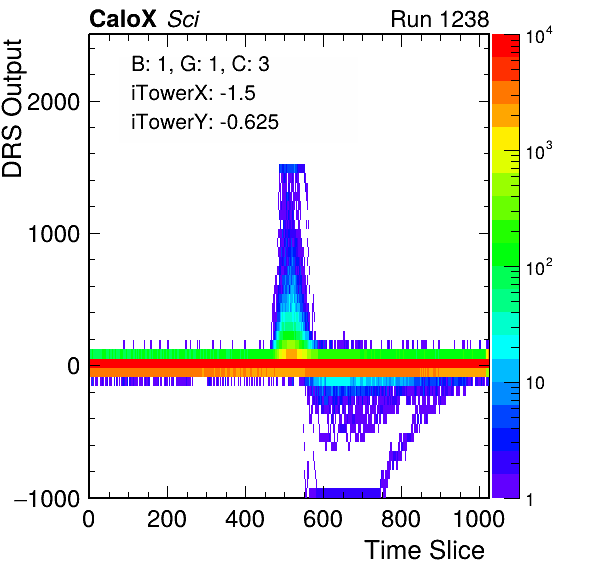 CaloX Sci Run 1238
B: 1, G: 1, C: 3
iTowerX: -1.5
iTowerY: -0.625
DRS Output
2000
1000
0
−1000
0 200 400 600 800 1000
Time Slice
10^4
10^3
10^2
10
1